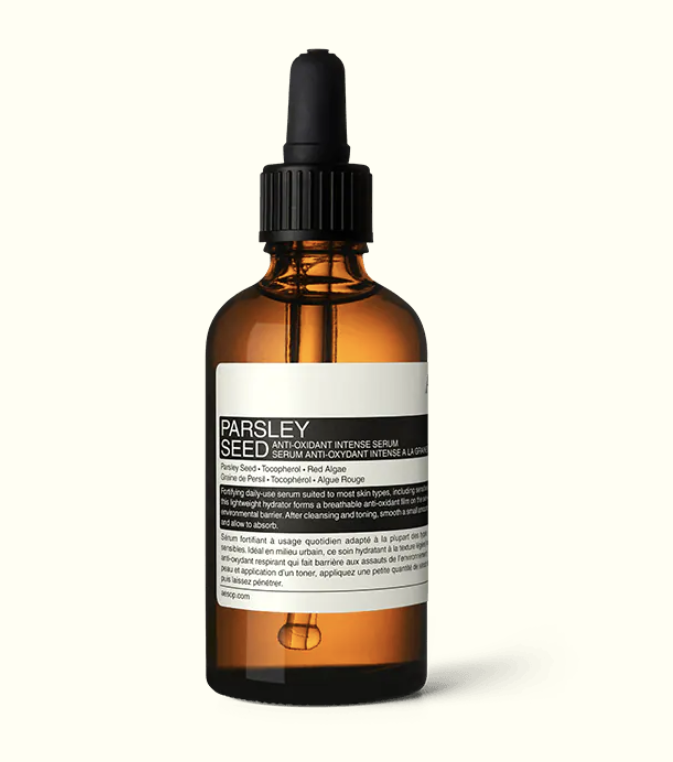 PARSLEY
SEED ANTI-OXIDANT INTENSE SERUM
SERUM ANTI-OXYDANT INTENSE A LA
Parsley Seed • Tocopherol • Red Algae
Graine de Persil • Tocophérol • Algue Rouge
Fortifying daily-use serum suited to most skin types, including
this lightweight hydrator forms a breathable anti-oxidant film on the
environmental barrier. After cleansing and toning, smooth a small
and allow to absorb.
Sérum fortifiant à usage quotidien adapté à la plupart des
sensibles. Idéal en milieu urbain, ce soin hydratant à la texture
anti-oxydant respirant qui fait barrière aux assauts de
peau et application d'un toner, appliquez une petite quantité de
puis laissez pénétrer.
aesop.com